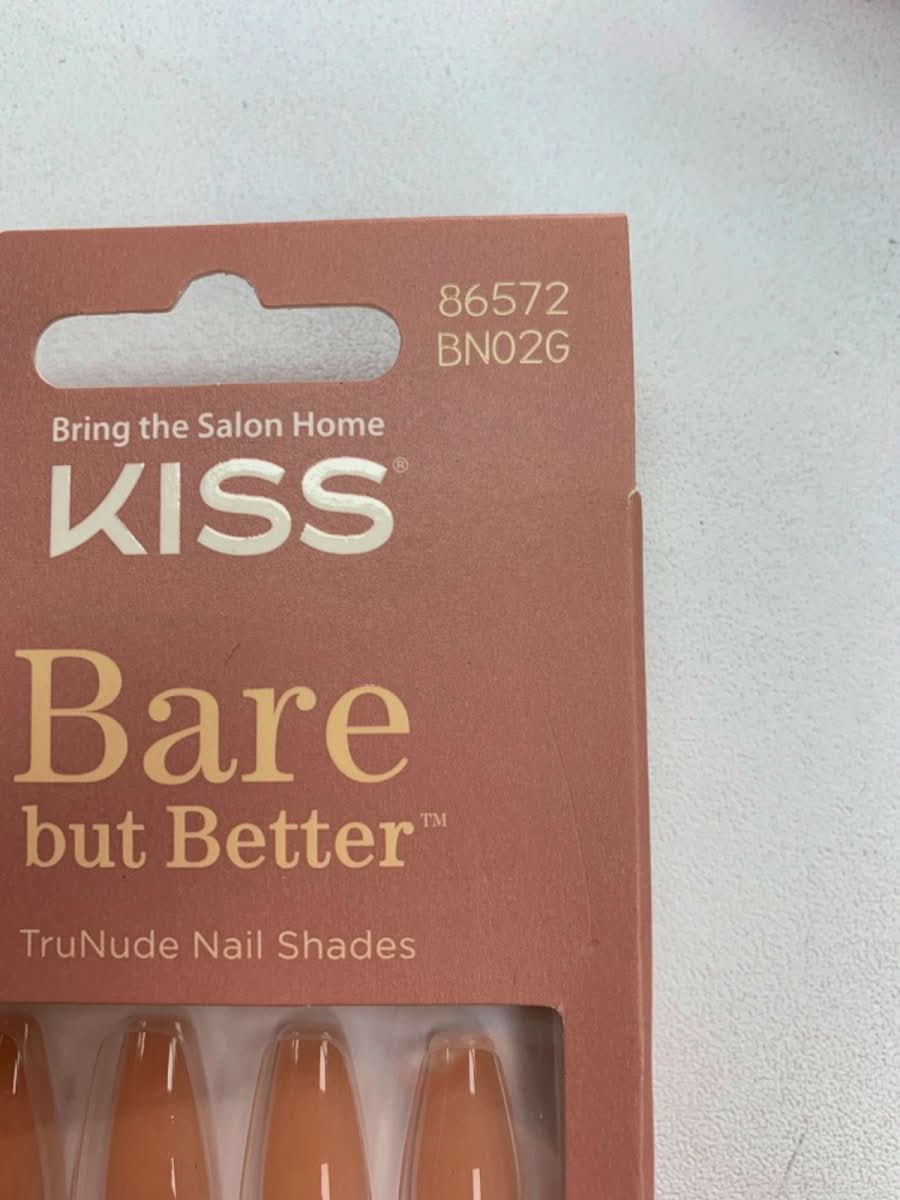 86572
BN02G
Bring the Salon Home
KISS®
Bare
but Better™
TruNude Nail Shades